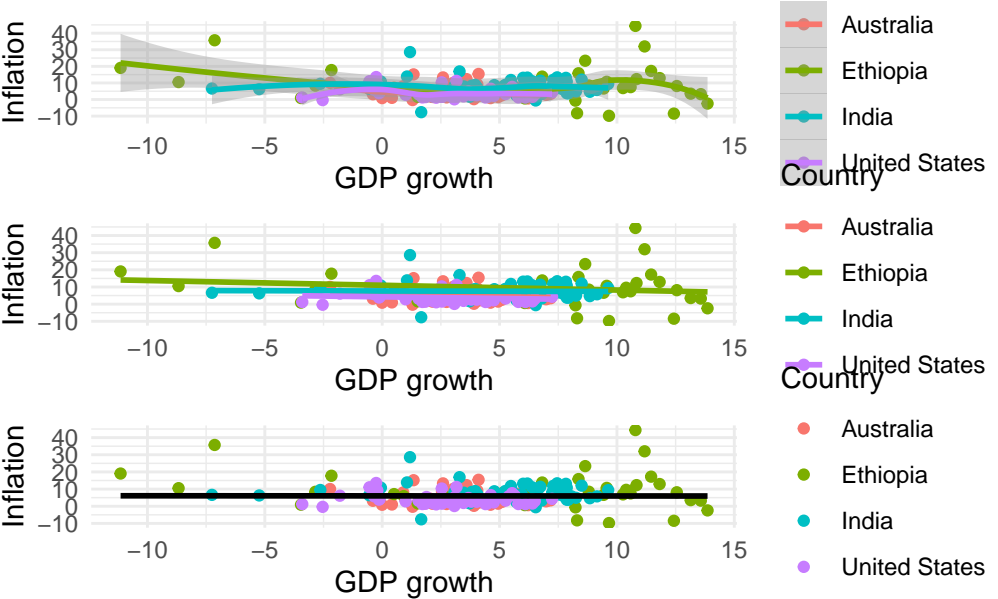 40
30
20
10
0
−10
Inflation
−10
−5
0
5
10
15
GDP growth
Australia
Ethiopia
India
United States
Country
40
30
20
10
0
−10
Inflation
−10
−5
0
5
10
15
GDP growth
Australia
Ethiopia
India
United States
Country
40
30
20
10
0
−10
Inflation
−10
−5
0
5
10
15
GDP growth
Australia
Ethiopia
India
United States